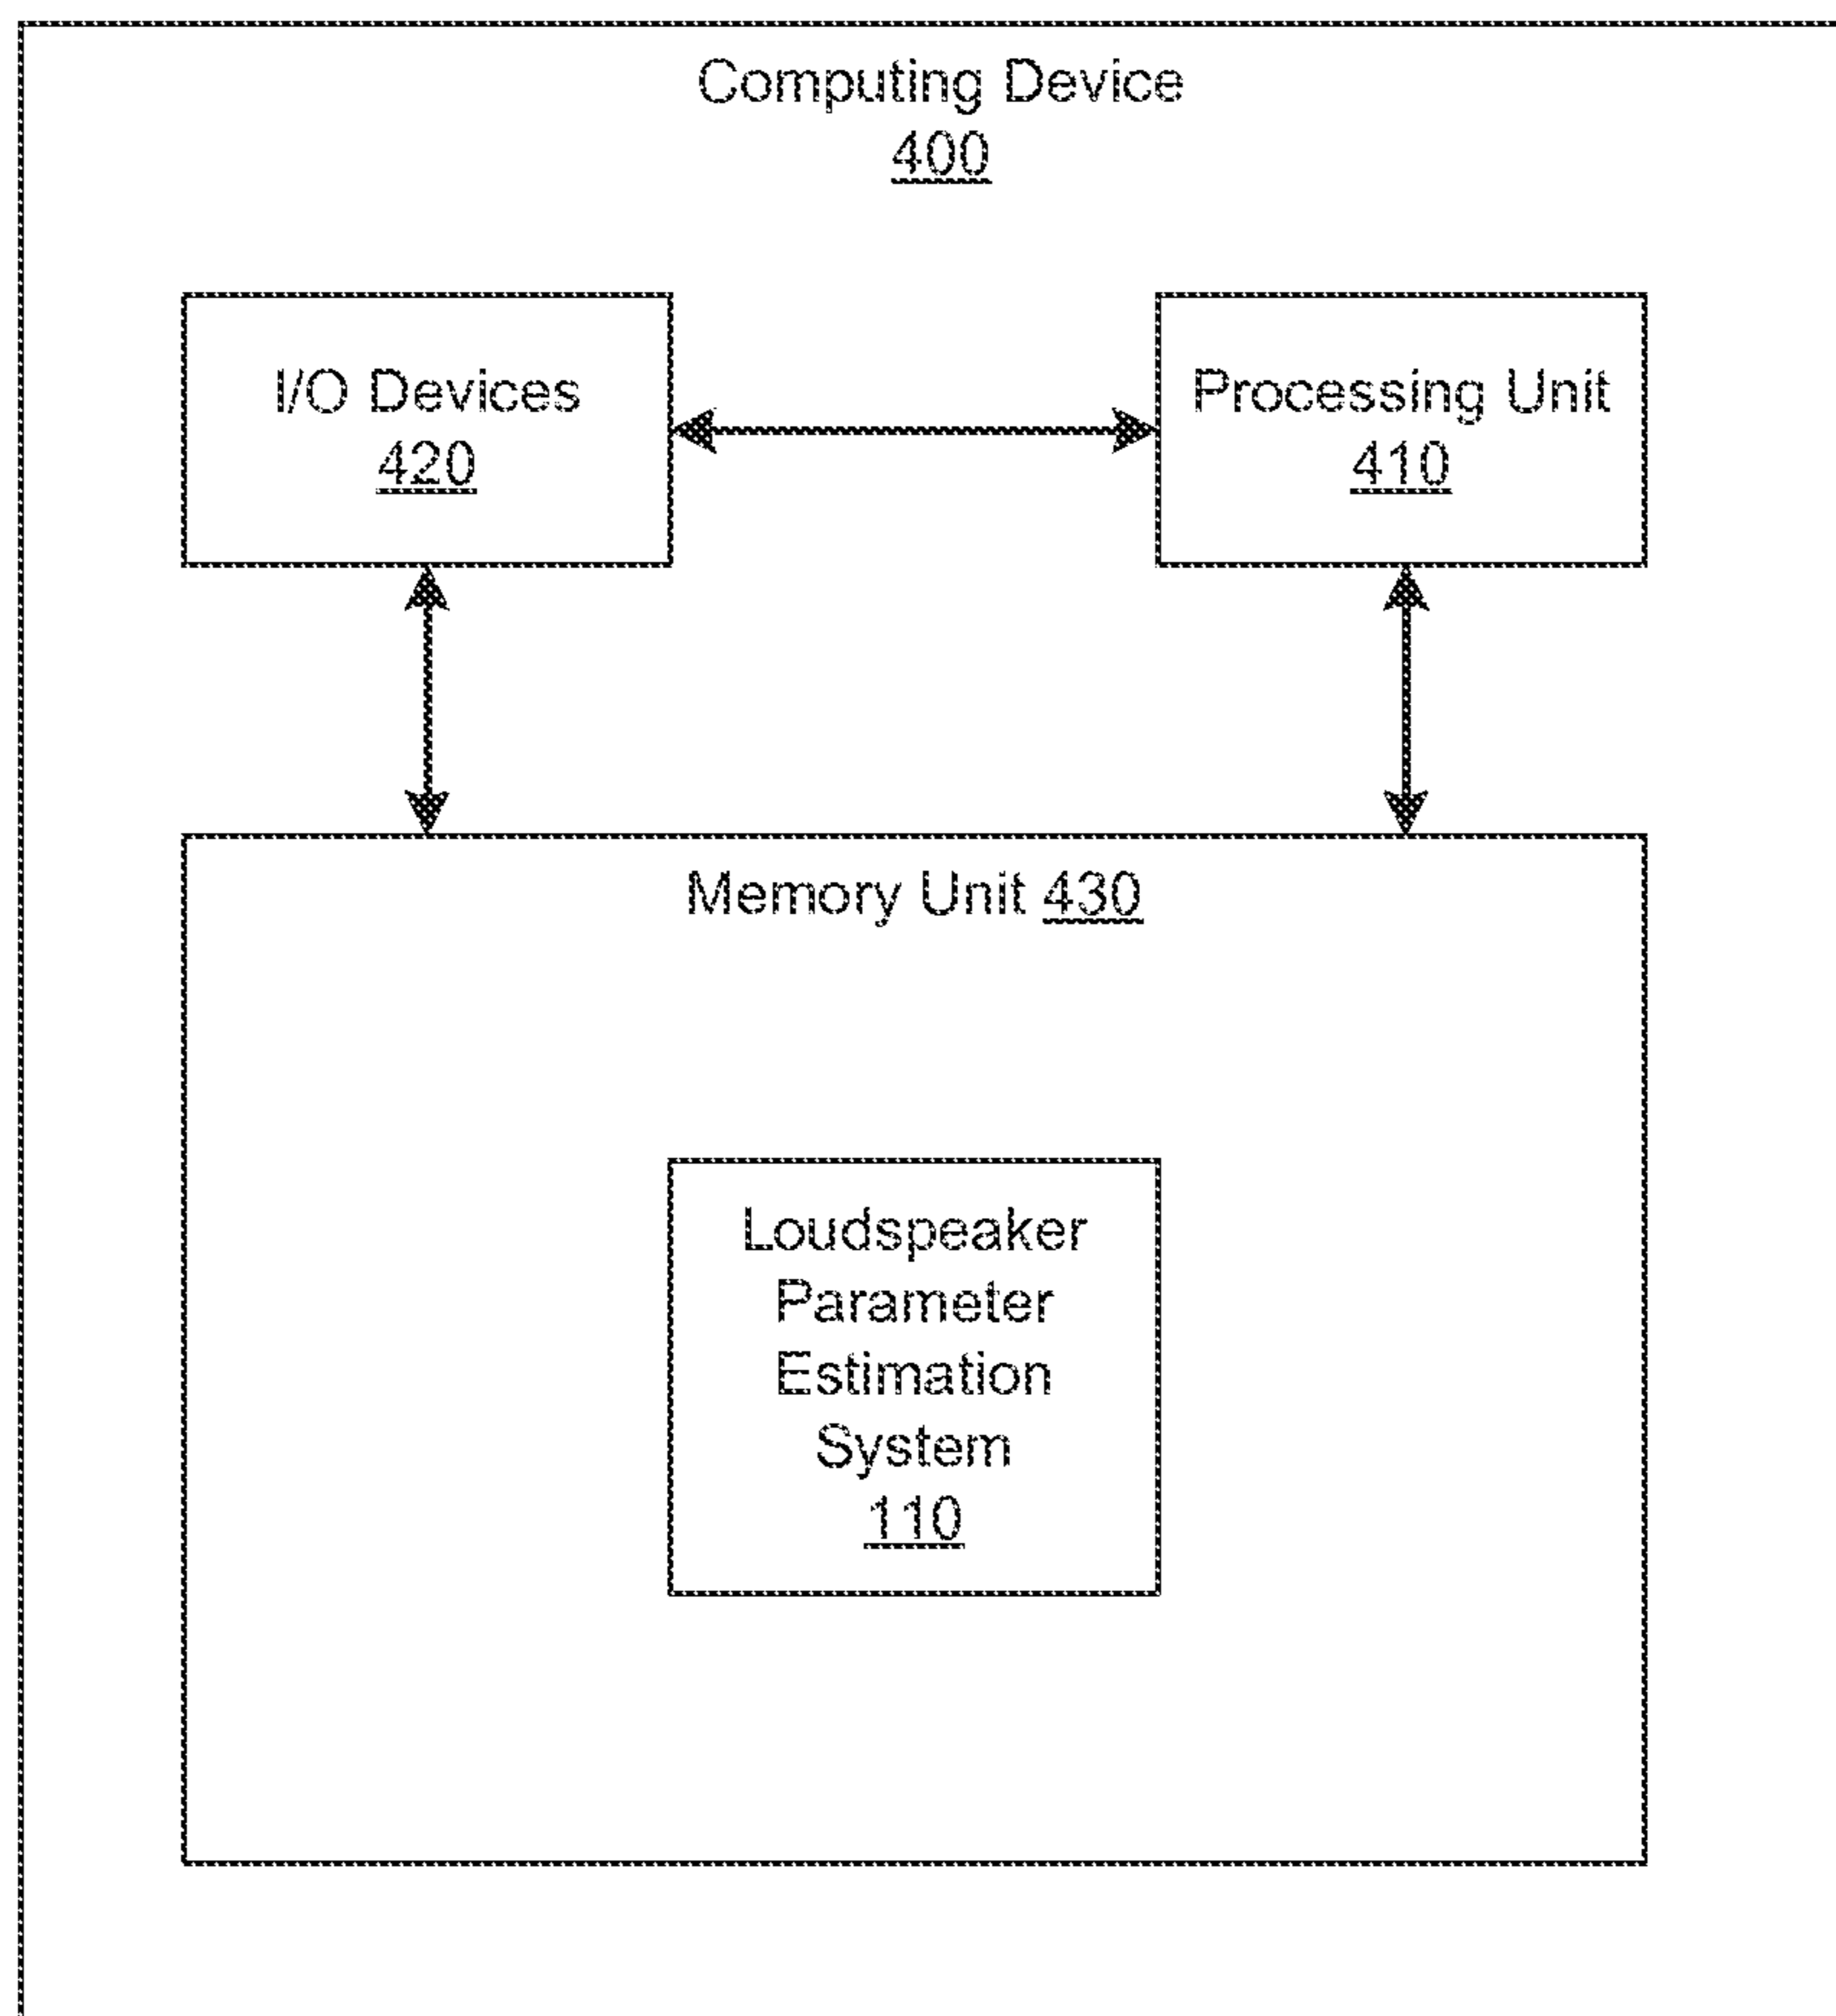 Computing Device
400
I/O Devices
420
Processing Unit
410
Memory Unit 430
Loudspeaker
Parameter
Estimation
System
110